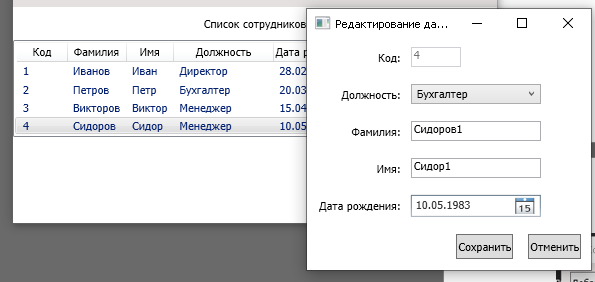 Список сотрудников
Код Фамилия Имя Должность Дата р
1 Иванов Иван Директор 28.02
2 Петров Петр Бухгалтер 20.03
3 Викторов Виктор Менеджер 15.04
4 Сидоров Сидор Менеджер 10.05
Редактирование да...
Код: 4
Должность: Бухгалтер
Фамилия: Сидоров1
Имя: Сидор1
Дата рождения: 10.05.1983 15
Сохранить Отменить